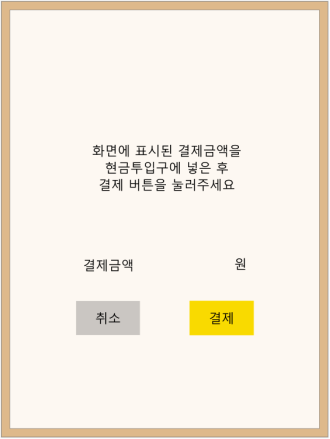 화면에 표시된 결제금액을
현금투입구에 넣은 후
결제 버튼을 눌러주세요
결제금액 원
취소 결제